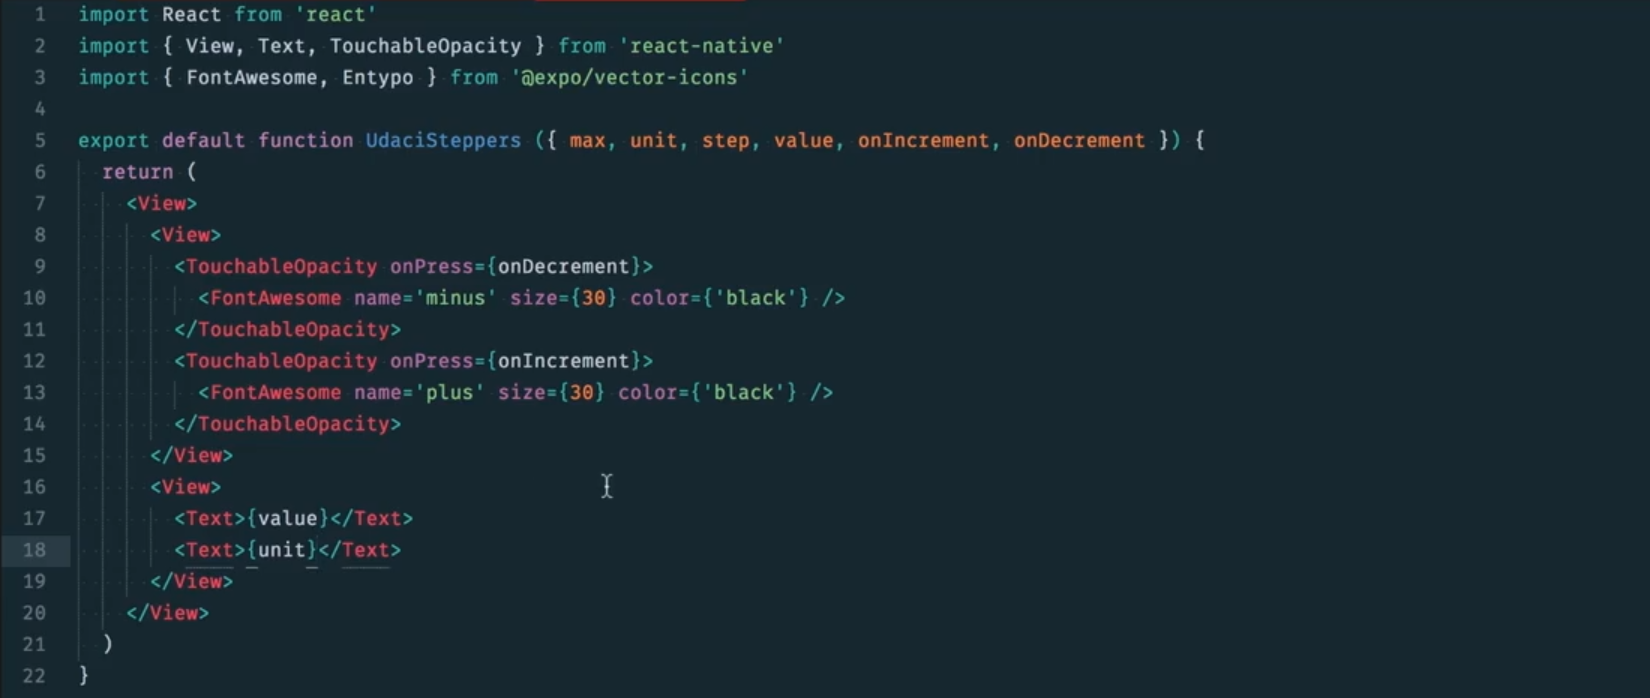 1 import React from 'react'
2 import { View, Text, TouchableOpacity } from 'react-native'
3 import { FontAwesome, Entypo } from '@expo/vector-icons'
4
5 export default function UdaciSteppers ({ max, unit, step, value, onIncrement, onDecrement }) {
6   return (
7     <View>
8       <View>
9         <TouchableOpacity onPress={onDecrement}>
10           <FontAwesome name='minus' size={30} color={'black'} />
11         </TouchableOpacity>
12         <TouchableOpacity onPress={onIncrement}>
13           <FontAwesome name='plus' size={30} color={'black'} />
14         </TouchableOpacity>
15       </View>
16       <View>
17         <Text>{value}</Text>
18         <Text>{unit}</Text>
19       </View>
20     </View>
21   )
22 }